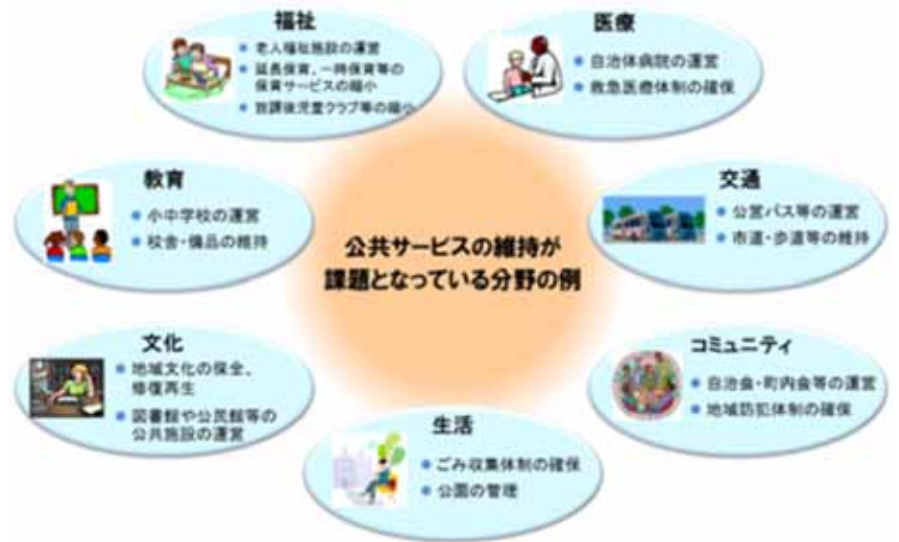 福祉
● 老人福祉施設の運営
● 延長保育、一時保育等の
保育サービスの縮小
● 放課後児童クラブ等の縮小
医療
● 自治体病院の運営
● 救急医療体制の確保
教育
● 小中学校の運営
● 校舎・備品の維持
交通
● 公営バス等の運営
● 市道・歩道等の維持
公共サービスの維持が
課題となっている分野の例
文化
● 地域文化の保全、
修復再生
● 図書館や公民館等の
公共施設の運営
コミュニティ
● 自治会・町内会等の運営
● 地域防犯体制の確保
生活
● ごみ収集体制の確保
● 公園の管理